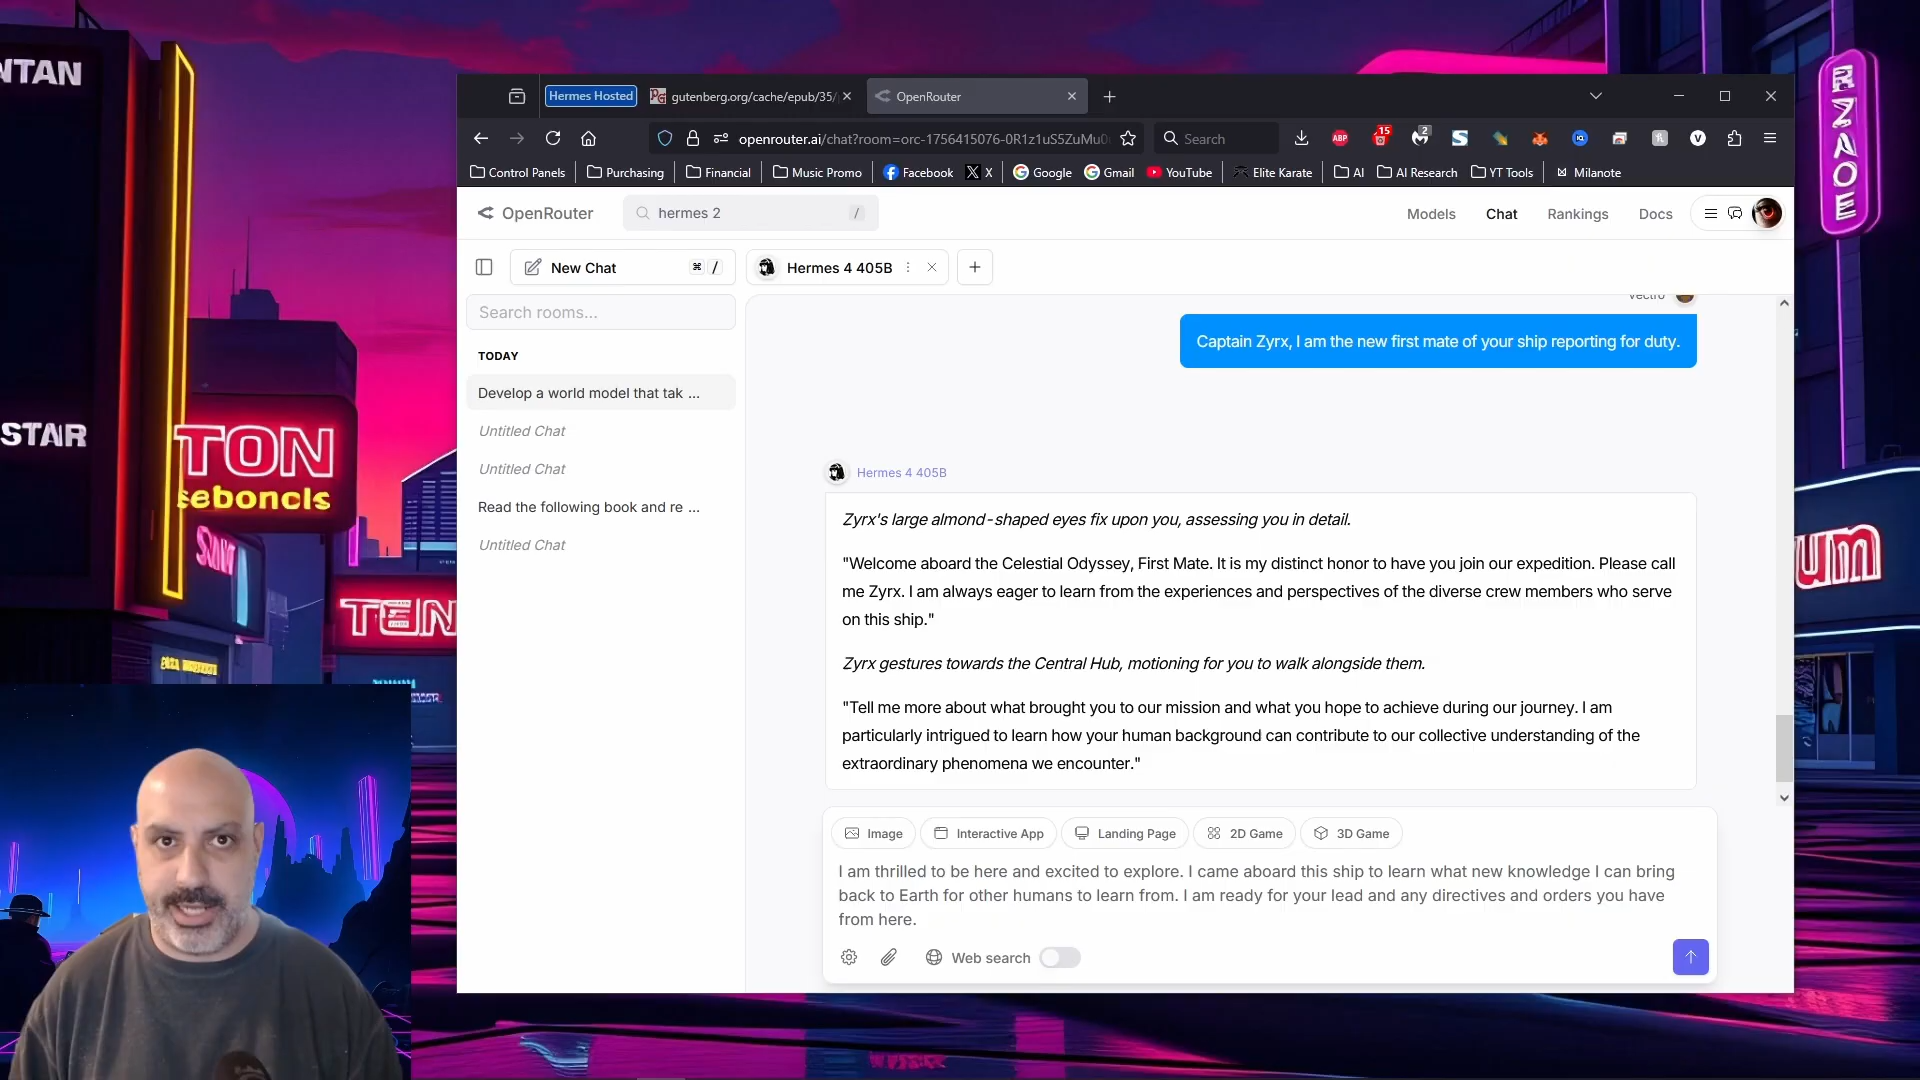 NTAN
STAR
TON
seboncls
TEN
um
Hermes Hosted
gutenberg.org/cache/epub/35/
OpenRouter
openrouter.ai/chat?room=orc-1756415076-0R1z1uS5ZuMu0
Search
ABP
15
2
Control Panels
Purchasing
Financial
Music Promo
Facebook
X
Google
Gmail
YouTube
Elite Karate
AI
AI Research
YT Tools
Milanote
OpenRouter
hermes 2
/
Models
Chat
Rankings
Docs
New Chat
⌘ /
Hermes 4 405B
Search rooms...
TODAY
Develop a world model that tak ...
Untitled Chat
Untitled Chat
Read the following book and re ...
Untitled Chat
Vectro
Captain Zyrx, I am the new first mate of your ship reporting for duty.
Hermes 4 405B
Zyrx's large almond-shaped eyes fix upon you, assessing you in detail.
"Welcome aboard the Celestial Odyssey, First Mate. It is my distinct honor to have you join our expedition. Please call
me Zyrx. I am always eager to learn from the experiences and perspectives of the diverse crew members who serve
on this ship."
Zyrx gestures towards the Central Hub, motioning for you to walk alongside them.
"Tell me more about what brought you to our mission and what you hope to achieve during our journey. I am
particularly intrigued to learn how your human background can contribute to our collective understanding of the
extraordinary phenomena we encounter."
Image
Interactive App
Landing Page
2D Game
3D Game
I am thrilled to be here and excited to explore. I came aboard this ship to learn what new knowledge I can bring
back to Earth for other humans to learn from. I am ready for your lead and any directives and orders you have
from here.
Web search